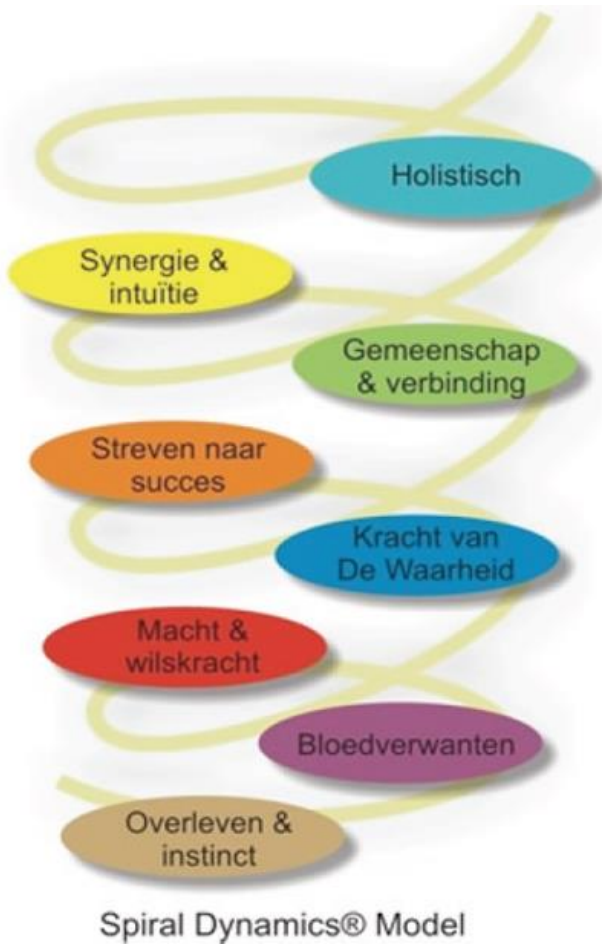 Holistisch
Synergie &
intuïtie
Gemeenschap
& verbinding
Streven naar
succes
Kracht van
De Waarheid
Macht &
wilskracht
Bloedverwanten
Overleven &
instinct
Spiral Dynamics® Model